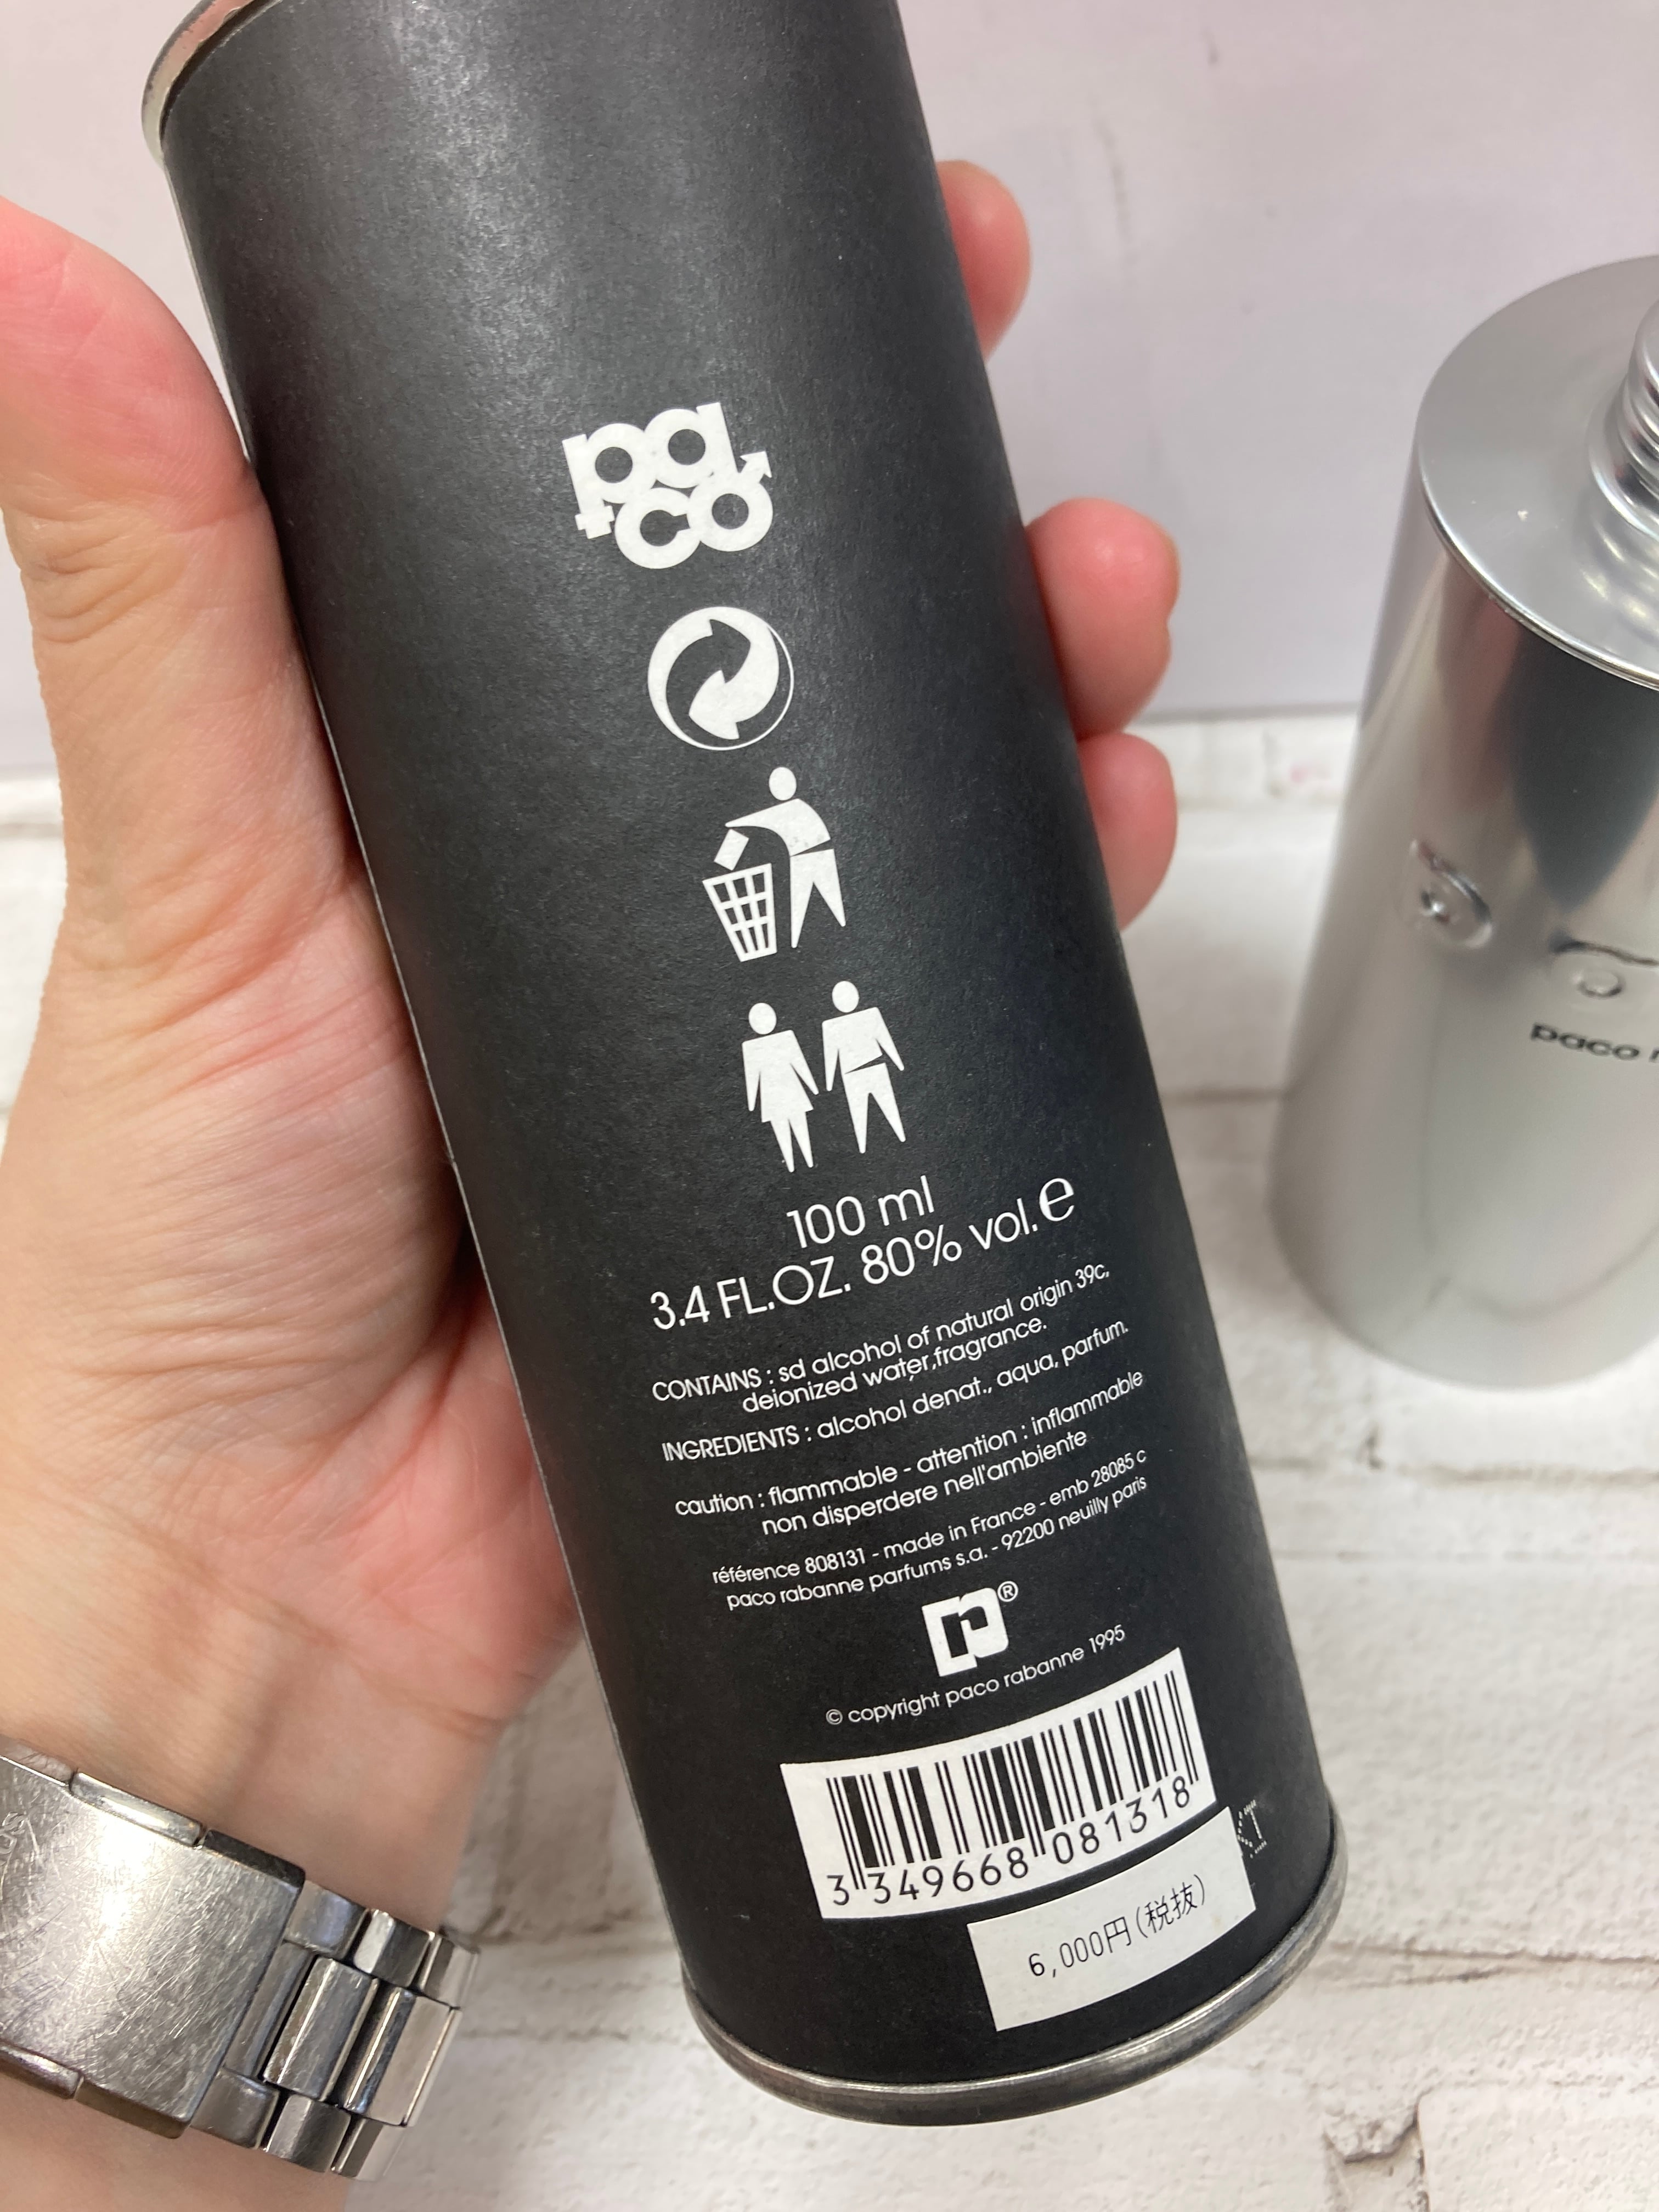 paco
100 ml
3.4 FL.OZ. 80% vol. e
CONTAINS : sd alcohol of natural origin 39c,
deionized water,fragrance.
INGREDIENTS : alcohol denat., aqua, parfum.
caution : flammable - attention : inflammable
non disperdere nell'ambiente
référence 808131 - made in France - emb 28085 c
paco rabanne parfums s.a. - 92200 neuilly paris
®
© copyright paco rabanne 1995
3 349668 081318
6,000円(税抜)
paco